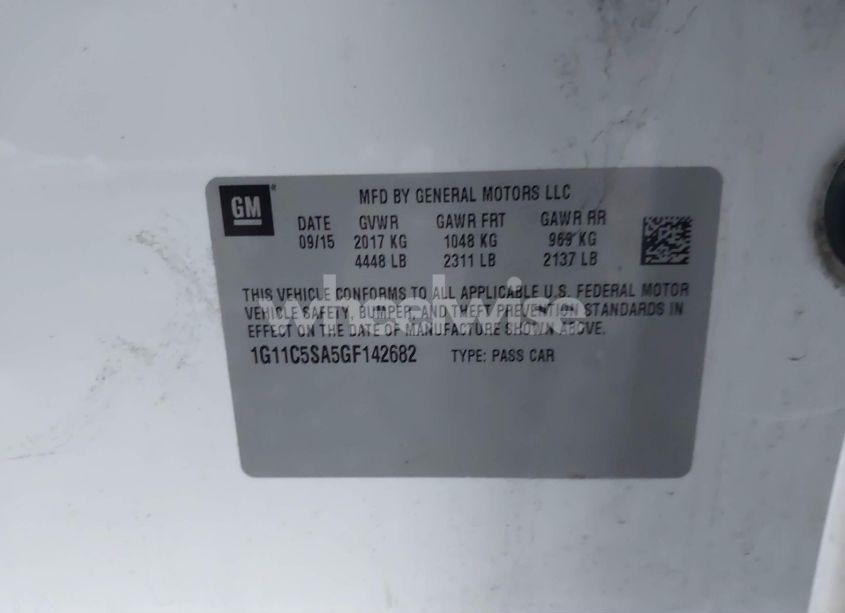 GM
MFD BY GENERAL MOTORS LLC
DATE GVWR GAWR FRT GAWR RR
09/15 2017 KG 1048 KG 969 KG
4448 LB 2311 LB 2137 LB
THIS VEHICLE CONFORMS TO ALL APPLICABLE U.S. FEDERAL MOTOR
VEHICLE SAFETY, BUMPER, AND THEFT PREVENTION STANDARDS IN
EFFECT ON THE DATE OF MANUFACTURE SHOWN ABOVE.
1G11C5SA5GF142682 TYPE: PASS CAR
wheelwise